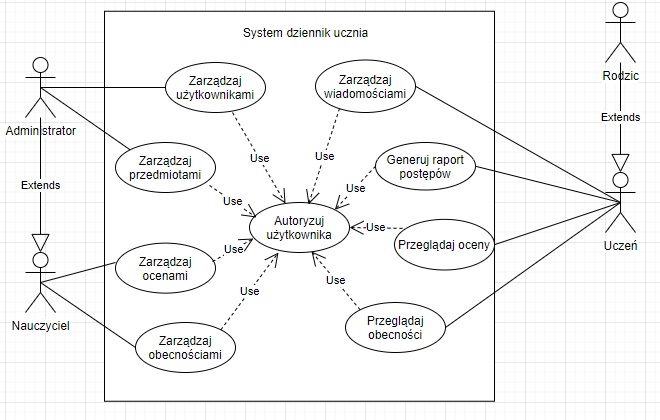 System dziennik ucznia
Zarządzaj
użytkownikami
Zarządzaj
wiadomościami
Rodzic
Administrator
Extends
Use
Use
Generuj raport
postępów
Zarządzaj
przedmiotami
Extends
Use
Use
Autoryzuj
użytkownika
Use
Przeglądaj oceny
Uczeń
Zarządzaj
ocenami
Use
Use
Use
Nauczyciel
Zarządzaj
obecnościami
Przeglądaj
obecności